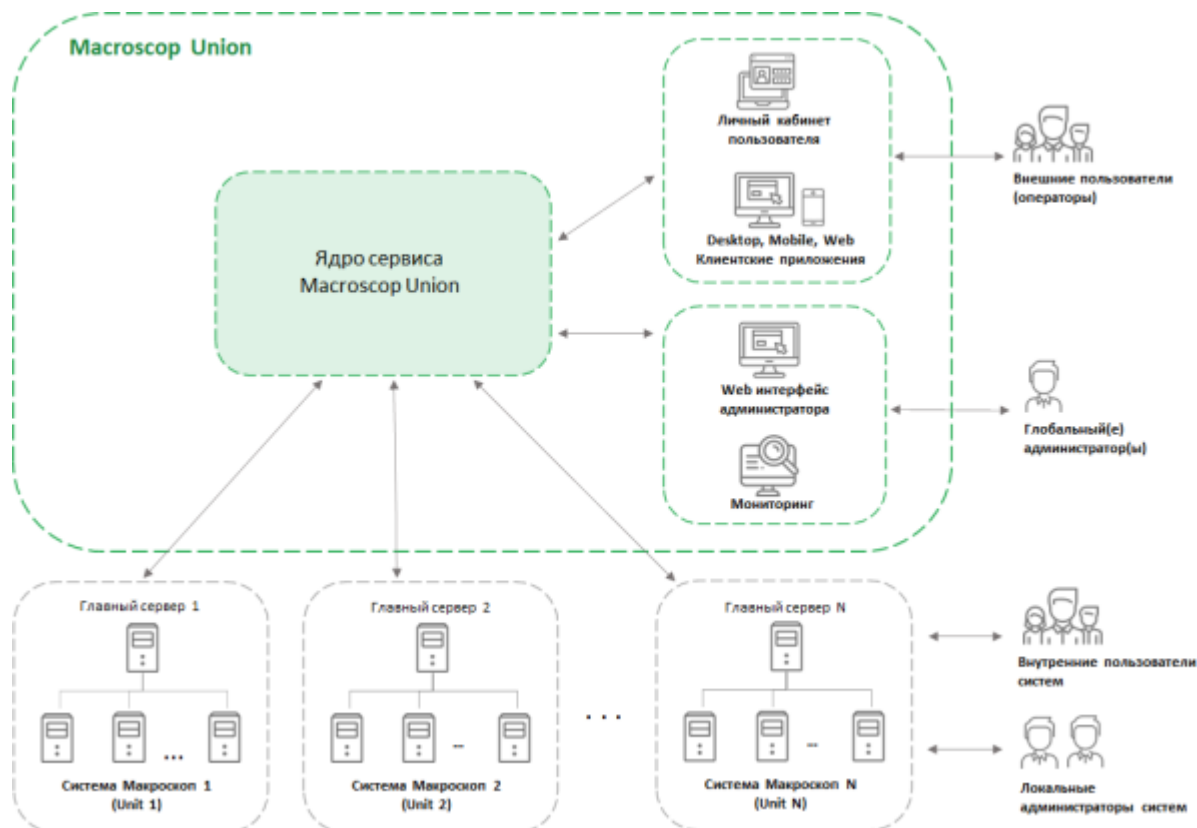 Macroscop Union
Личный кабинет
пользователя
Внешние пользователи
(операторы)
Desktop, Mobile, Web
Клиентские приложения
Ядро сервиса
Macroscop Union
Web интерфейс
администратора
Глобальный(е)
администратор(ы)
Мониторинг
Главный сервер 1
Главный сервер 2
Главный сервер N
Внутренние пользователи
систем
...
...
--
--
Система Макроскоп 1
(Unit 1)
Система Макроскоп 2
(Unit 2)
Система Макроскоп N
(Unit N)
Локальные
администраторы систем